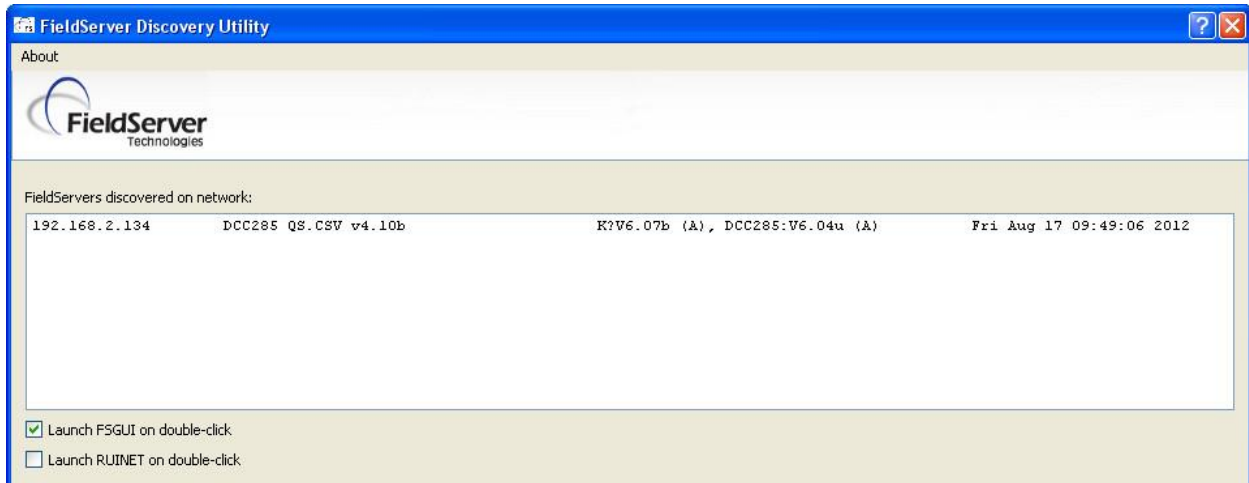 FieldServer Discovery Utility
About
FieldServer
Technologies
FieldServers discovered on network:
192.168.2.134 DCC285 QS.CSV v4.10b K?V6.07b (A), DCC285:V6.04u (A) Fri Aug 17 09:49:06 2012
Launch FSGUI on double-click
Launch RUINET on double-click